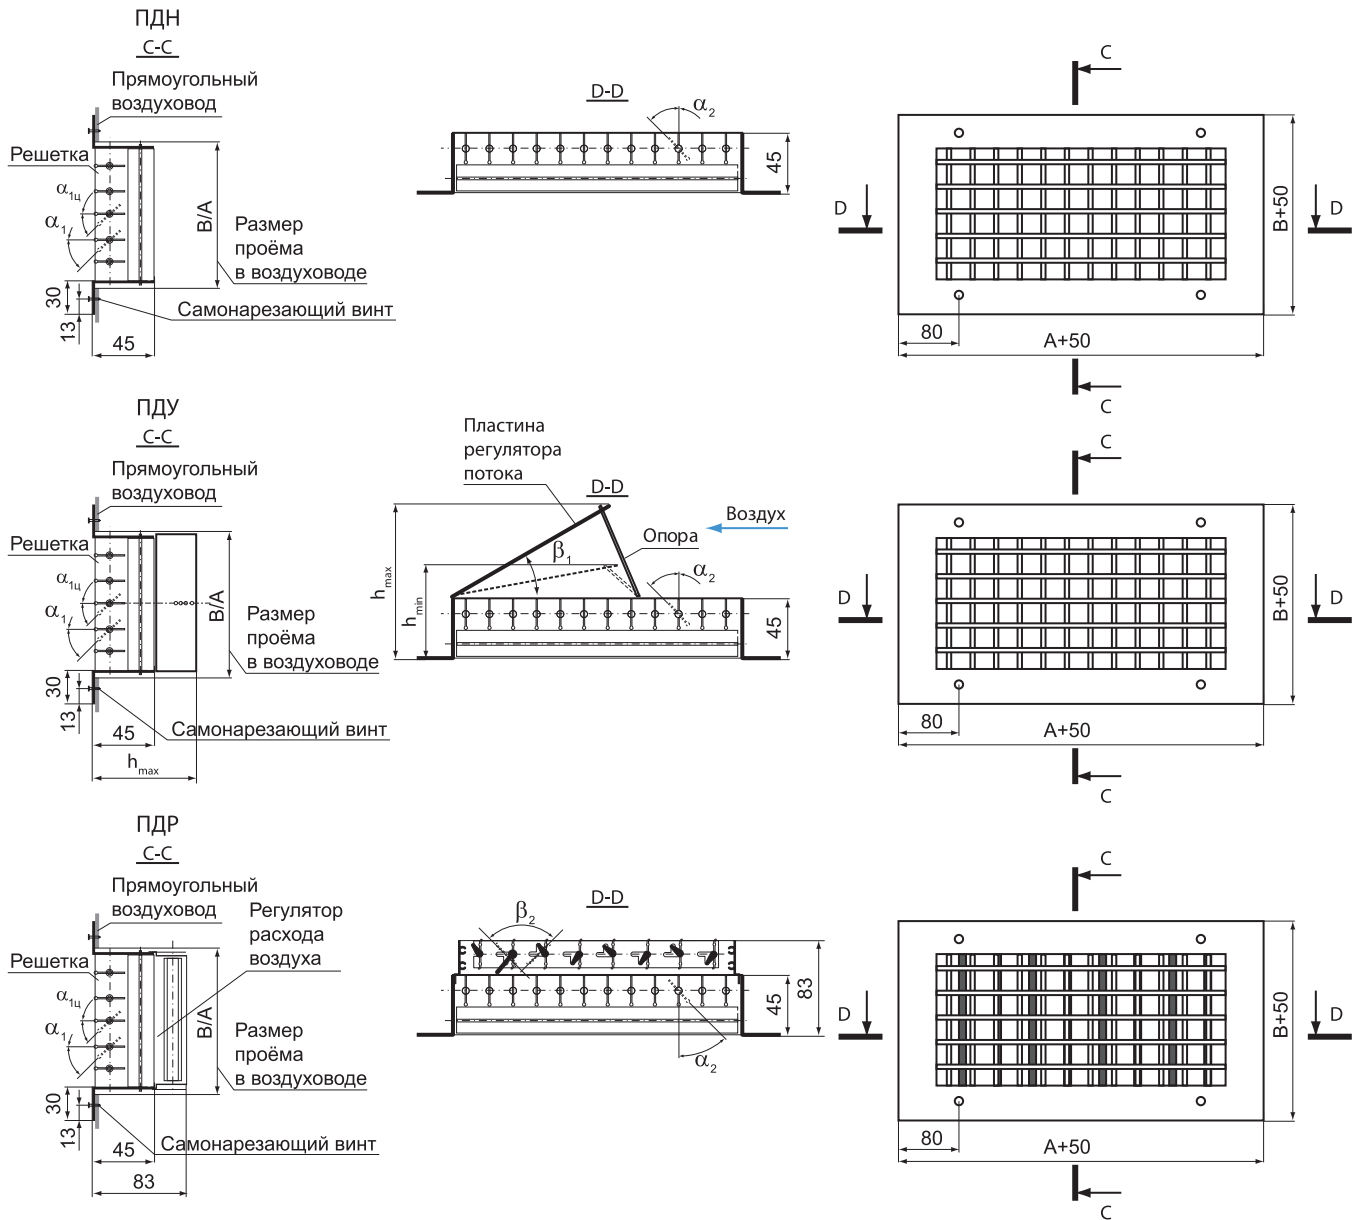 ПДН
С-С
Прямоугольный
воздуховод
Решетка
α1ц
α1
B/A
Размер
проёма
в воздуховоде
Самонарезающий винт
30
13
45
D-D
α2
45
C
D
D
B+50
80
A+50
C
ПДУ
С-С
Прямоугольный
воздуховод
Решетка
α1ц
α1
B/A
Размер
проёма
в воздуховоде
Самонарезающий винт
30
13
45
hmax
Пластина
регулятора
потока
D-D
Воздух
Опора
β1
α2
hmax
hmin
45
C
D
D
B+50
80
A+50
C
ПДР
С-С
Прямоугольный
воздуховод
Регулятор
расхода
воздуха
Решетка
α1ц
α1
B/A
Размер
проёма
в воздуховоде
Самонарезающий винт
30
13
45
83
D-D
β2
α2
45
83
C
D
D
B+50
80
A+50
C